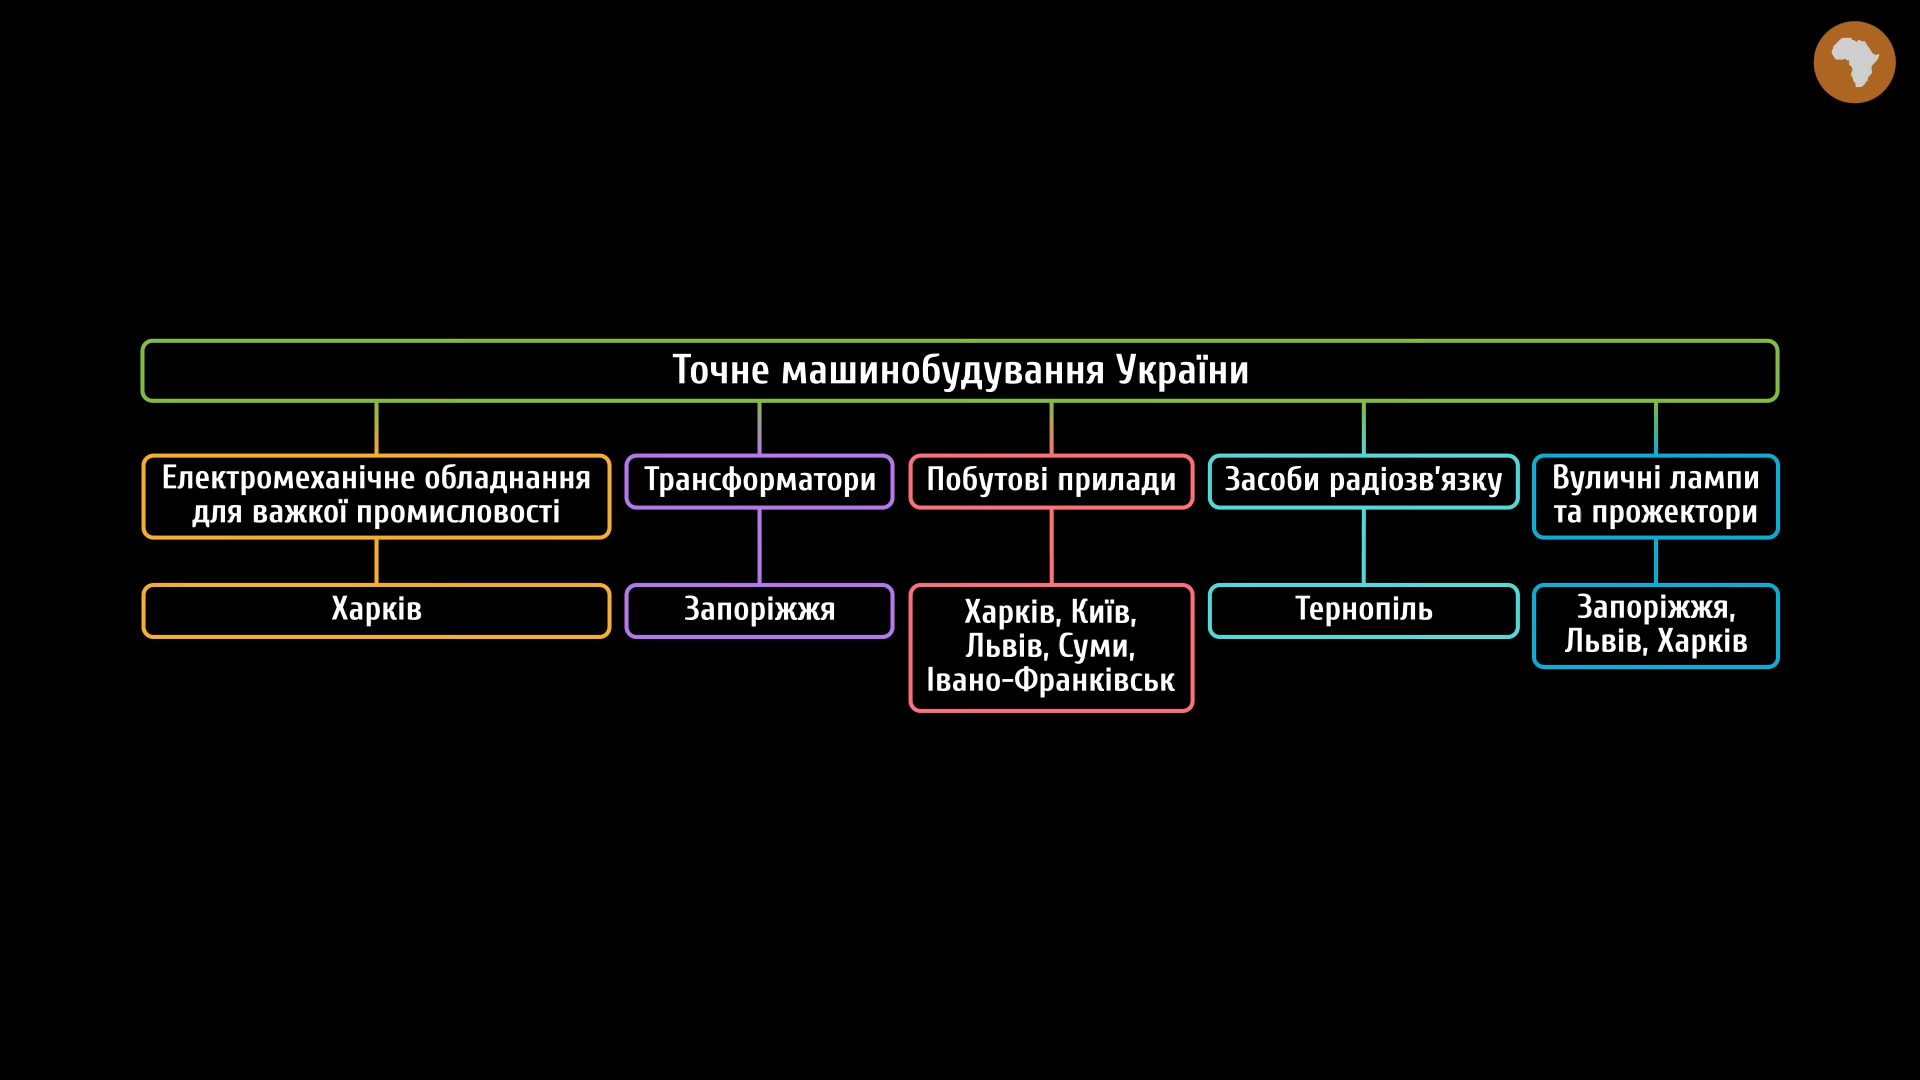 Точне машинобудування України
Електромеханічне обладнання
для важкої промисловості
Трансформатори
Побутові прилади
Засоби радіозв'язку
Вуличні лампи
та прожектори
Харків
Запоріжжя
Харків, Київ,
Львів, Суми,
Івано-Франківськ
Тернопіль
Запоріжжя,
Львів, Харків